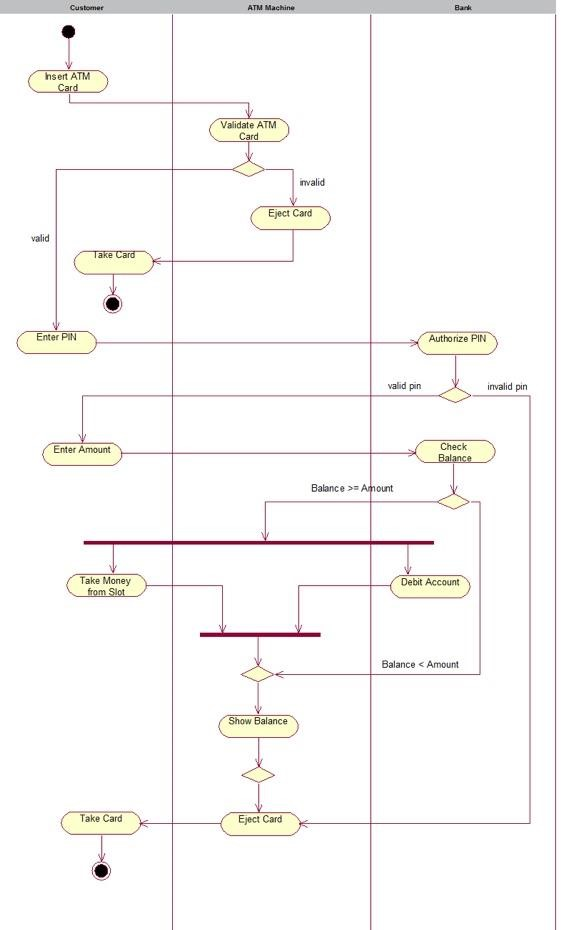 Customer
ATM Machine
Bank
Insert ATM
Card
Validate ATM
Card
invalid
Eject Card
valid
Take Card
Enter PIN
Authorize PIN
valid pin
invalid pin
Enter Amount
Check
Balance
Balance >= Amount
Take Money
from Slot
Debit Account
Balance < Amount
Show Balance
Take Card
Eject Card